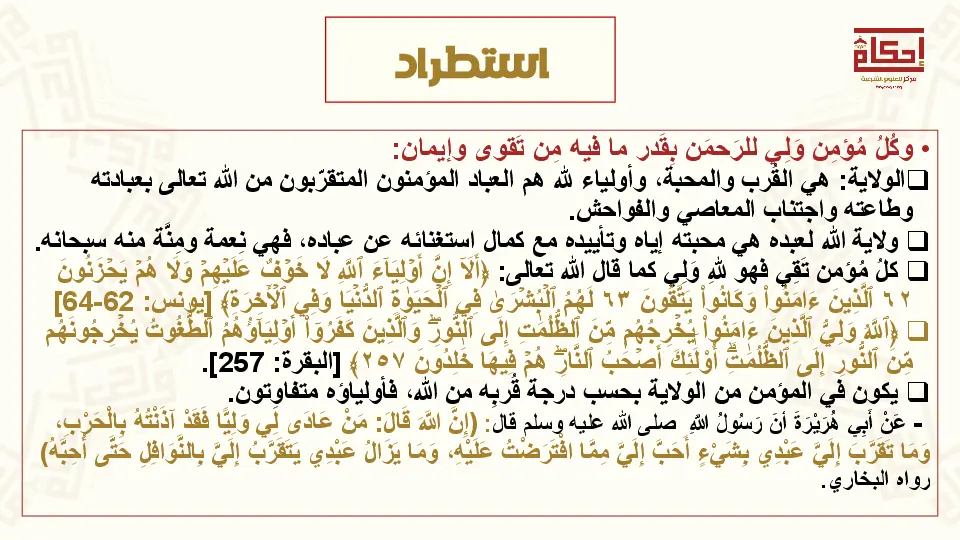 استطراد
إحكام
مركز للعلوم الشرعية
• وكُلُ مُؤمِن وَلِي للرَحمَن بِقَدر ما فيه مِن تَقوى وإيمان:
❑ الولاية: هي القُرب والمحبة، وأولياء لله هم العباد المؤمنون المتقرّبون من الله تعالى بعبادته
وطاعته واجتناب المعاصي والفواحش.
❑ ولاية الله لعبده هي محبته إياه وتأييده مع كمال استغنائه عن عباده، فهي نعمة ومنَّة منه سبحانه.
❑ كلُ مُؤمن تَقِي فهو للهِ وَلي كما قال الله تعالى: ﴿أَلَآ إِنَّ أَوۡلِيَآءَ ٱللَّهِ لَا خَوۡفٌ عَلَيۡهِمۡ وَلَا هُمۡ يَحۡزَنُونَ
٦٢ ٱلَّذِينَ ءَامَنُواْ وَكَانُواْ يَتَّقُونَ ٦٣ لَهُمُ ٱلۡبُشۡرَىٰ فِي ٱلۡحَيَوٰةِ ٱلدُّنۡيَا وَفِي ٱلۡأٓخِرَةِ﴾ [يونس: 62-64]
❑ ﴿ٱللَّهُ وَلِيُّ ٱلَّذِينَ ءَامَنُواْ يُخۡرِجُهُم مِّنَ ٱلظُّلُمَٰتِ إِلَى ٱلنُّورِۖ وَٱلَّذِينَ كَفَرُوٓاْ أَوۡلِيَآؤُهُمُ ٱلطَّٰغُوتُ يُخۡرِجُونَهُم
مِّنَ ٱلنُّورِ إِلَى ٱلظُّلُمَٰتِۗ أُوْلَٰٓئِكَ أَصۡحَٰبُ ٱلنَّارِۖ هُمۡ فِيهَا خَٰلِدُونَ ٢٥٧﴾ [البقرة: 257].
❑ يكون في المؤمن من الولاية بحسب درجة قُربِه من الله، فأولياؤه متفاوتون.
- عَنْ أَبِي هُرَيْرَةَ أن رَسُولُ اللَّهِ صلى الله عليه وسلم قال: (إِنَّ اللهَ قَالَ: مَنْ عَادَى لِي وَلِيًّا فَقَدْ آذَنْتُهُ بِالْحَرْبِ،
وَمَا تَقَرَّبَ إِلَيَّ عَبْدِي بِشَيْءٍ أَحَبَّ إِلَيَّ مِمَّا افْتَرَضْتُ عَلَيْهِ، وَمَا يَزَالُ عَبْدِي يَتَقَرَّبُ إِلَيَّ بِالنَّوَافِلِ حَتَّى أُحِبَّهُ)
رواه البخاري.